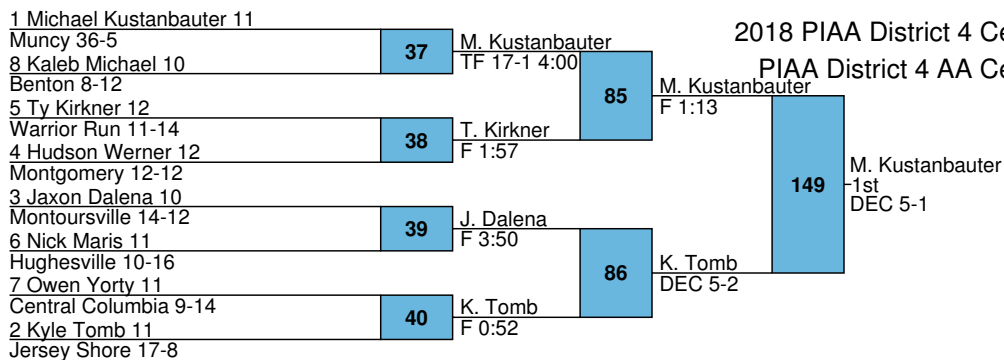 1 Michael Kustanbauter 11
Muncy 36-5
8 Kaleb Michael 10
Benton 8-12
5 Ty Kirkner 12
Warrior Run 11-14
4 Hudson Werner 12
Montgomery 12-12
3 Jaxon Dalena 10
Montoursville 14-12
6 Nick Maris 11
Hughesville 10-16
7 Owen Yorty 11
Central Columbia 9-14
2 Kyle Tomb 11
Jersey Shore 17-8
37
38
39
40
M. Kustanbauter
TF 17-1 4:00
T. Kirkner
F 1:57
J. Dalena
F 3:50
K. Tomb
F 0:52
85
86
M. Kustanbauter
F 1:13
K. Tomb
DEC 5-2
149
M. Kustanbauter
1st
DEC 5-1
2018 PIAA District 4 Ce
PIAA District 4 AA Ce